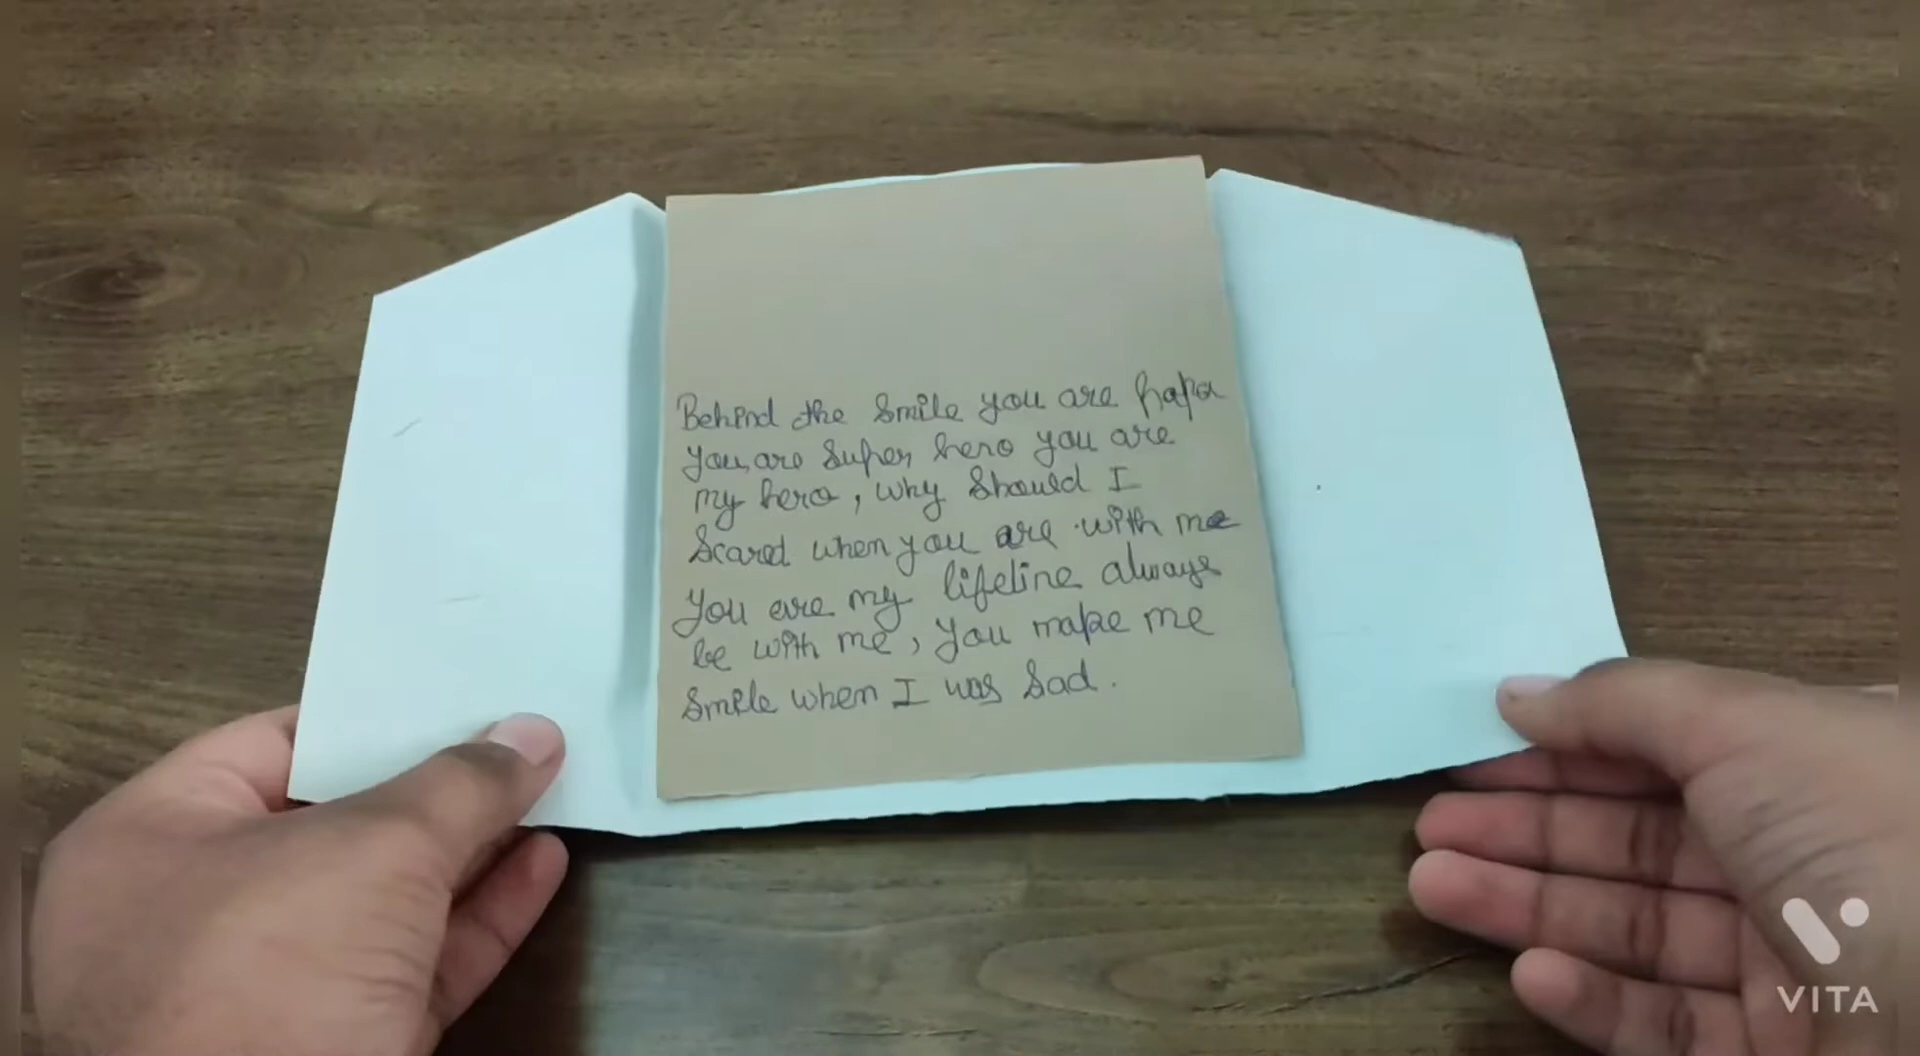 Behind the smile you are papa
you are super hero you are
my hero, why should I
scared when you are with me
you are my lifeline always
be with me, you make me
smile when I was sad.
VITA